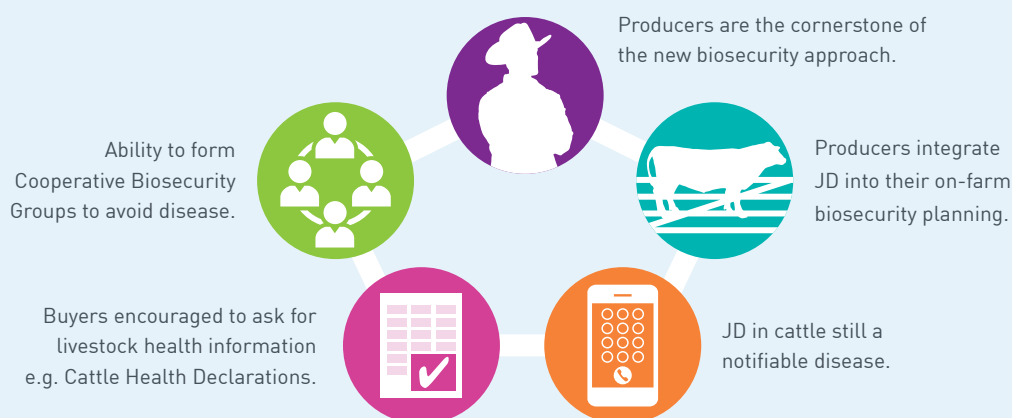 Producers are the cornerstone of
the new biosecurity approach.
Producers integrate
JD into their on-farm
biosecurity planning.
JD in cattle still a
notifiable disease.
Buyers encouraged to ask for
livestock health information
e.g. Cattle Health Declarations.
Ability to form
Cooperative Biosecurity
Groups to avoid disease.